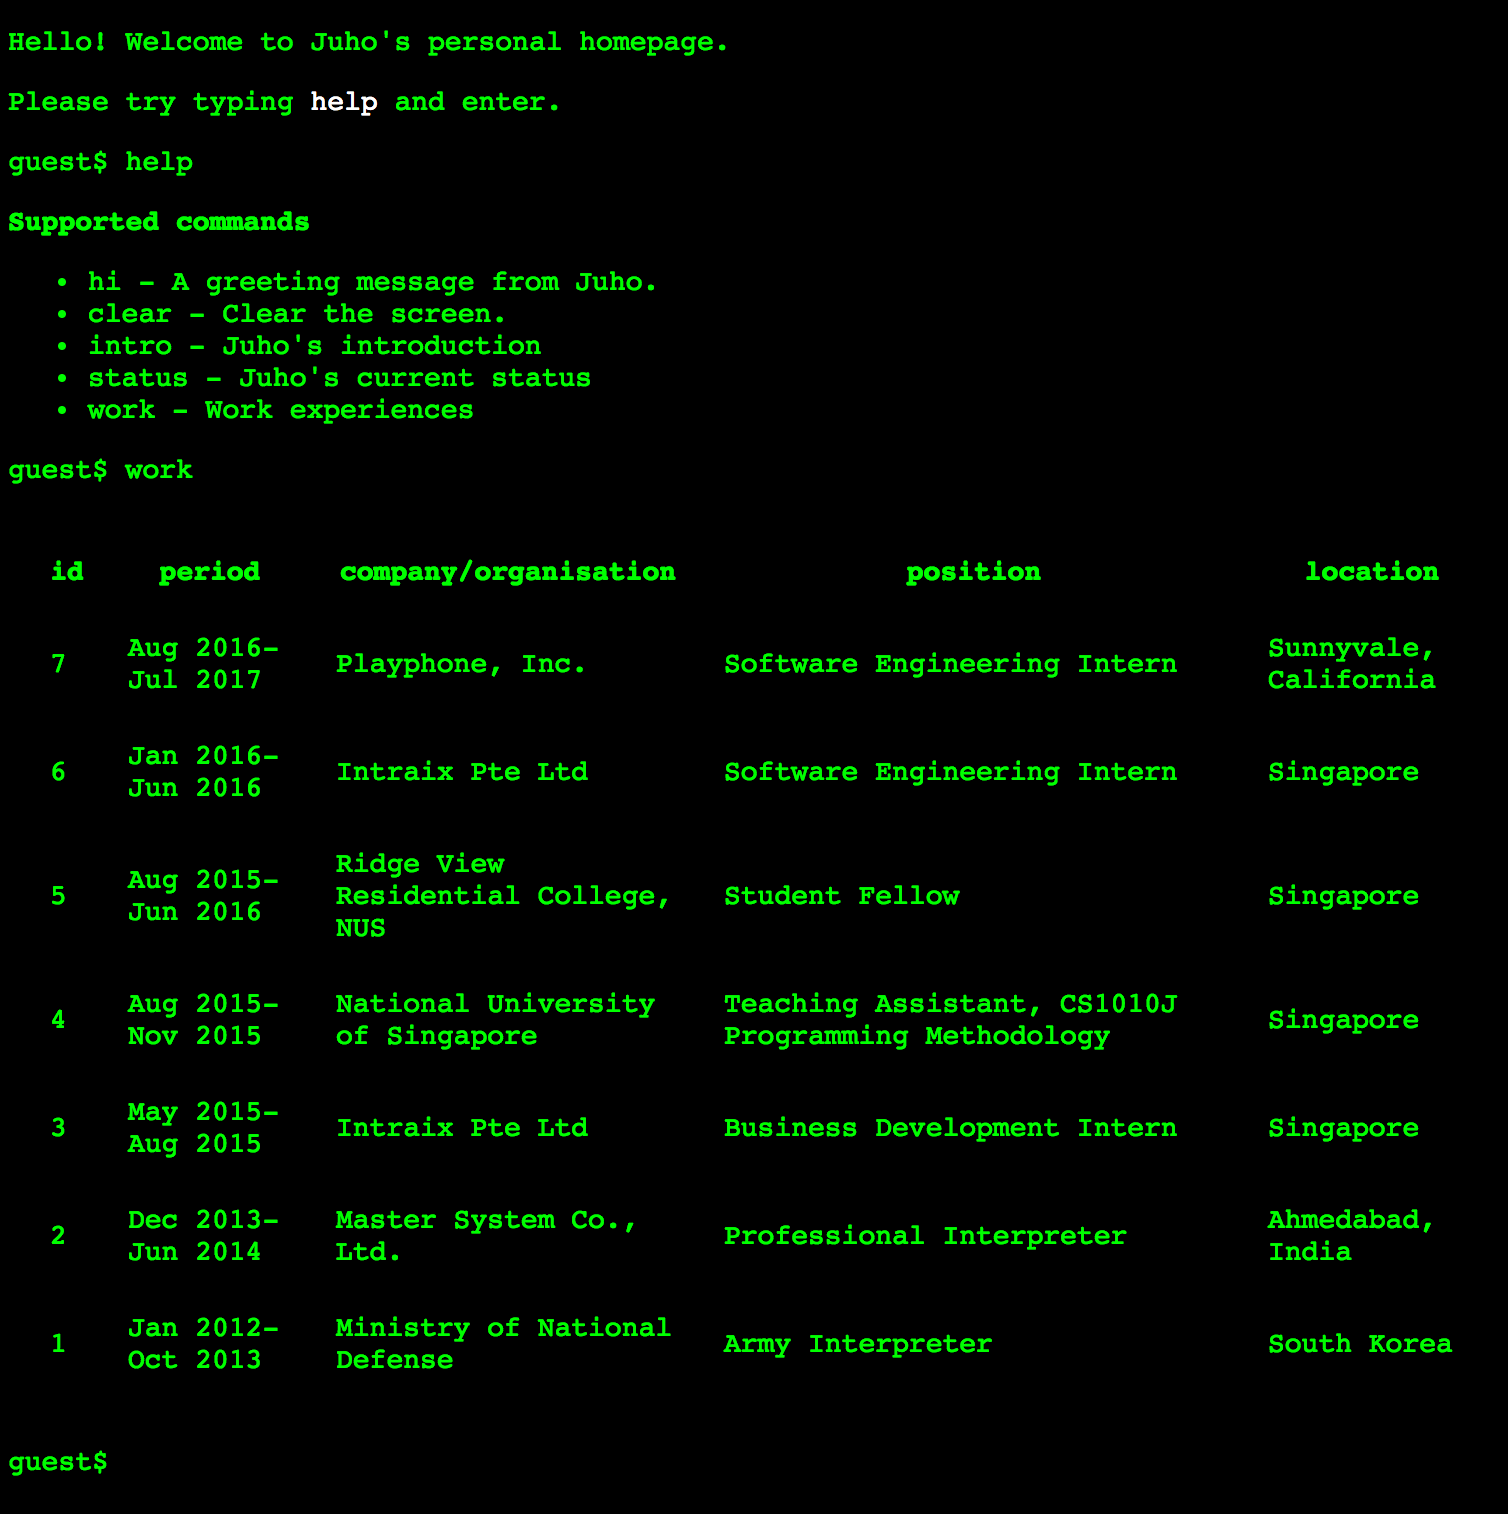 Hello! Welcome to Juho's personal homepage.
Please try typing help and enter.
guest$ help
Supported commands
• hi – A greeting message from Juho.
• clear – Clear the screen.
• intro – Juho's introduction
• status – Juho's current status
• work – Work experiences
guest$ work
id period company/organisation position location
7 Aug 2016– Jul 2017 Playphone, Inc. Software Engineering Intern Sunnyvale, California
6 Jan 2016– Jun 2016 Intraix Pte Ltd Software Engineering Intern Singapore
5 Aug 2015– Jun 2016 Ridge View Residential College, NUS Student Fellow Singapore
4 Aug 2015– Nov 2015 National University of Singapore Teaching Assistant, CS1010J Programming Methodology Singapore
3 May 2015– Aug 2015 Intraix Pte Ltd Business Development Intern Singapore
2 Dec 2013– Jun 2014 Master System Co., Ltd. Professional Interpreter Ahmedabad, India
1 Jan 2012– Oct 2013 Ministry of National Defense Army Interpreter South Korea
guest$